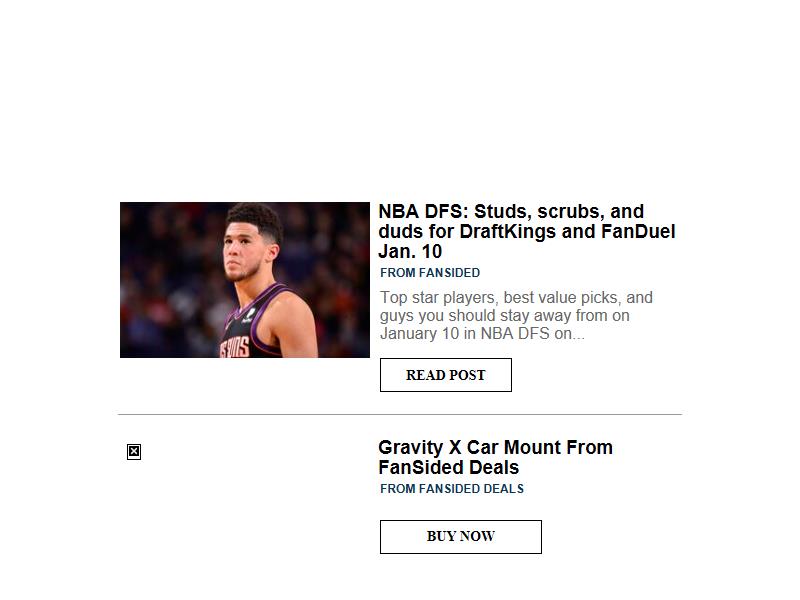 NBA DFS: Studs, scrubs, and
duds for DraftKings and FanDuel
Jan. 10
FROM FANSIDED
Top star players, best value picks, and
guys you should stay away from on
January 10 in NBA DFS on...
READ POST
Gravity X Car Mount From
FanSided Deals
FROM FANSIDED DEALS
BUY NOW